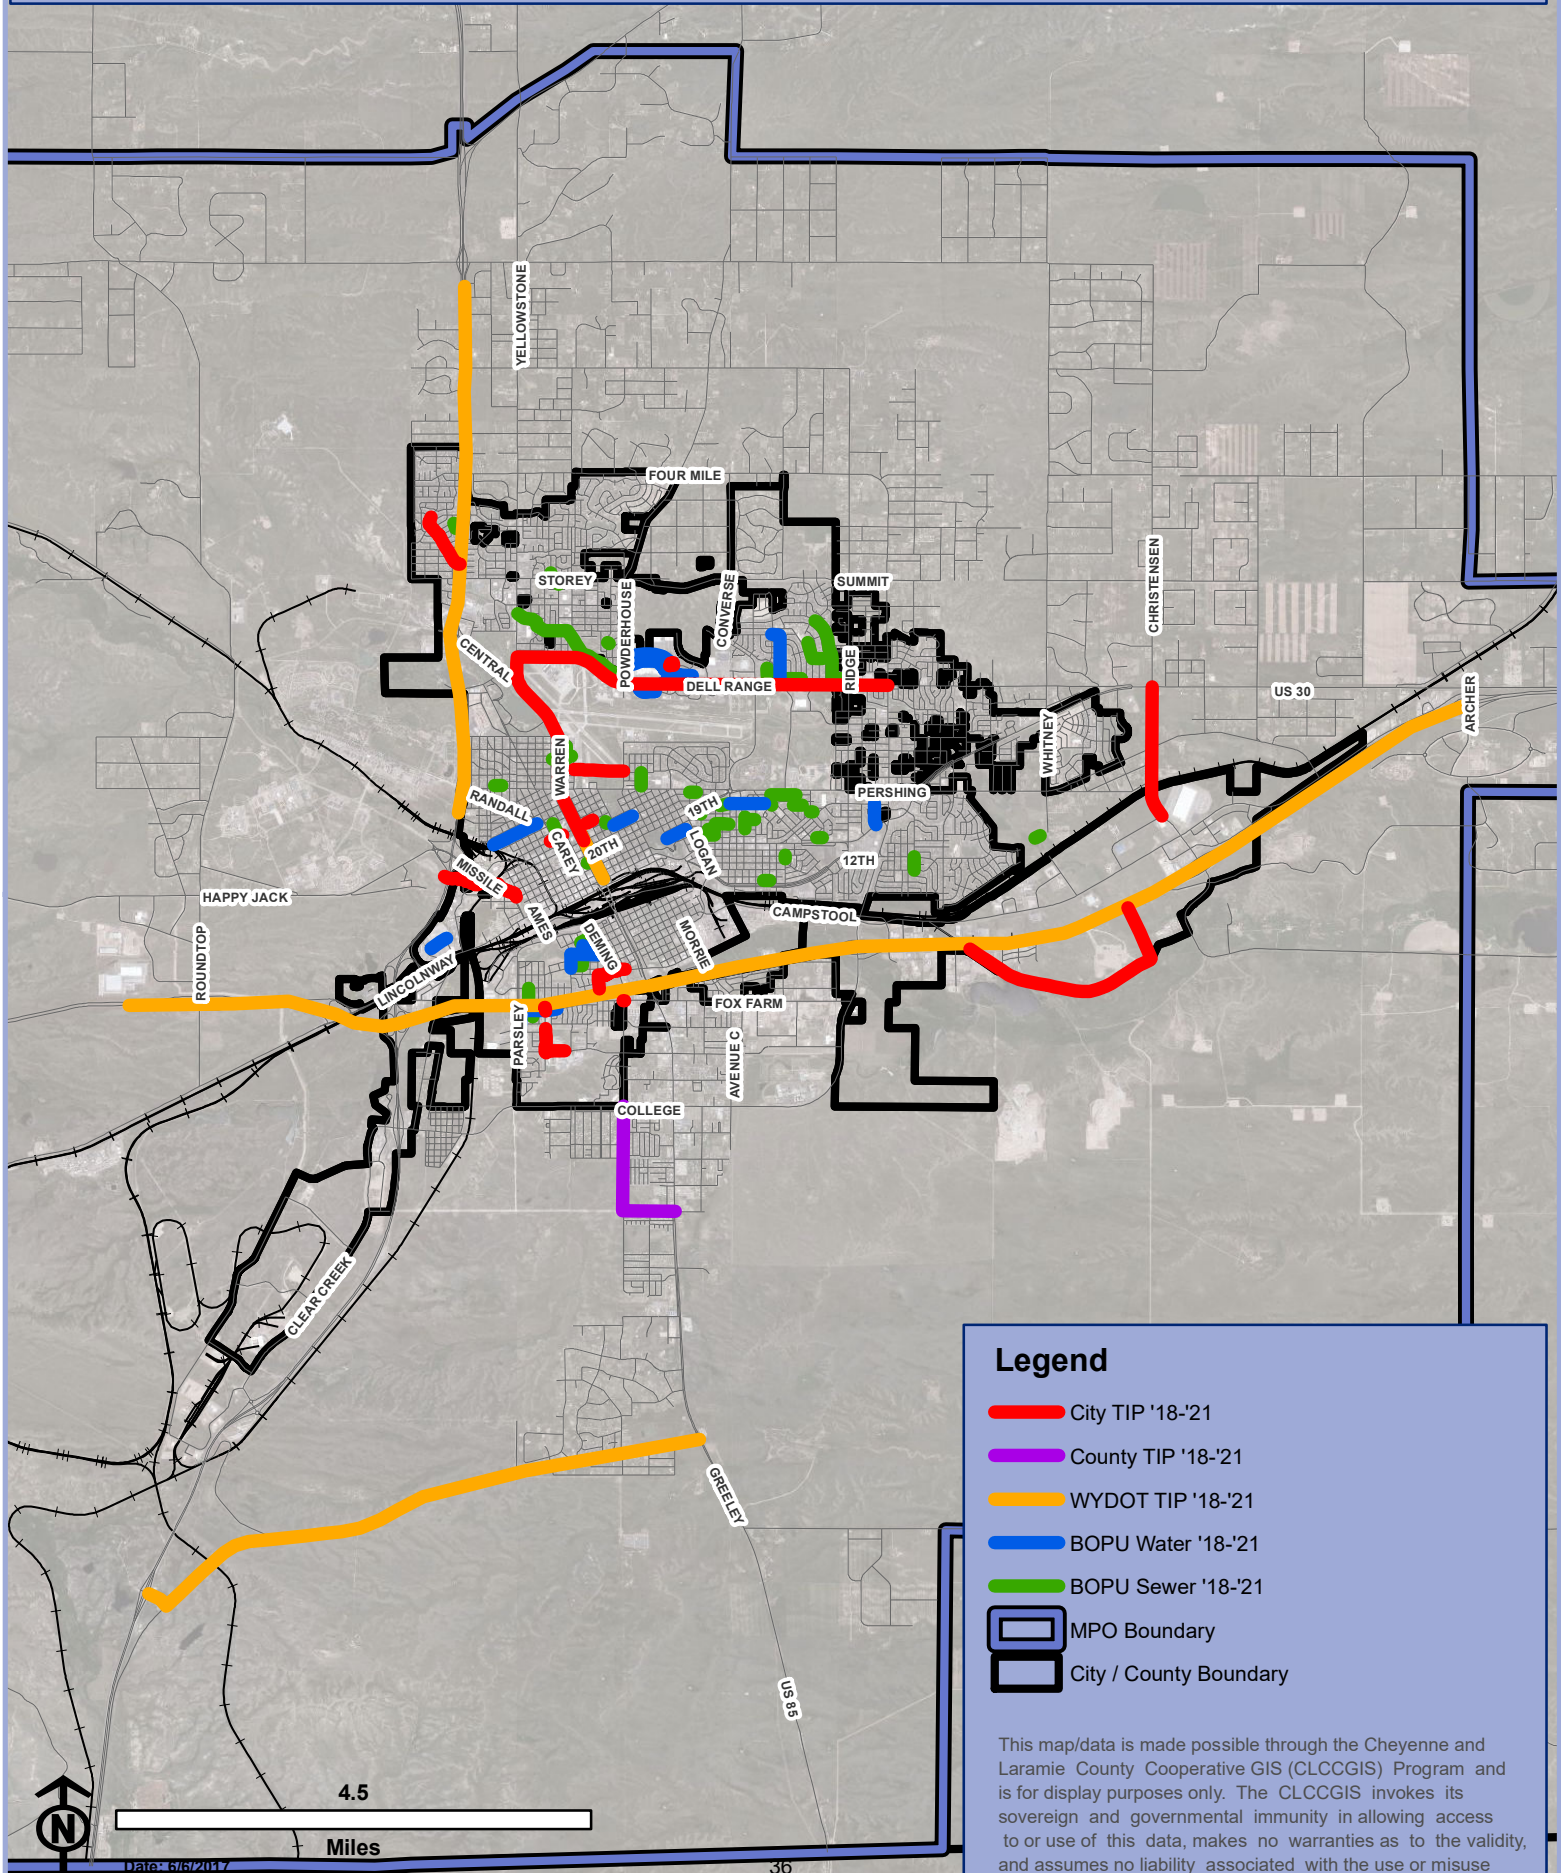 YELLOWSTONE
FOUR MILE
STOREY
SUMMIT
CHRISTENSEN
POWDERHOUSE
CONVERSE
CENTRAL
RIDGE
DELL RANGE
US 30
ARCHER
WHITNEY
WARREN
RANDALL
19TH
PERSHING
CAREY
20TH
LOGAN
12TH
MISSILE
HAPPY JACK
AMES
CAMPSTOOL
DEMING
MORRIE
ROUNDTOP
LINCOLNWAY
FOX FARM
PARSLEY
AVENUE C
COLLEGE
CLEAR CREEK
GREELEY
US 85
Legend
City TIP '18-'21
County TIP '18-'21
WYDOT TIP '18-'21
BOPU Water '18-'21
BOPU Sewer '18-'21
MPO Boundary
City / County Boundary
This map/data is made possible through the Cheyenne and
Laramie County Cooperative GIS (CLCCGIS) Program and
is for display purposes only. The CLCCGIS invokes its
sovereign and governmental immunity in allowing access
to or use of this data, makes no warranties as to the validity,
and assumes no liability associated with the use or misuse
4.5
N
Miles
Date: 6/6/2017
36